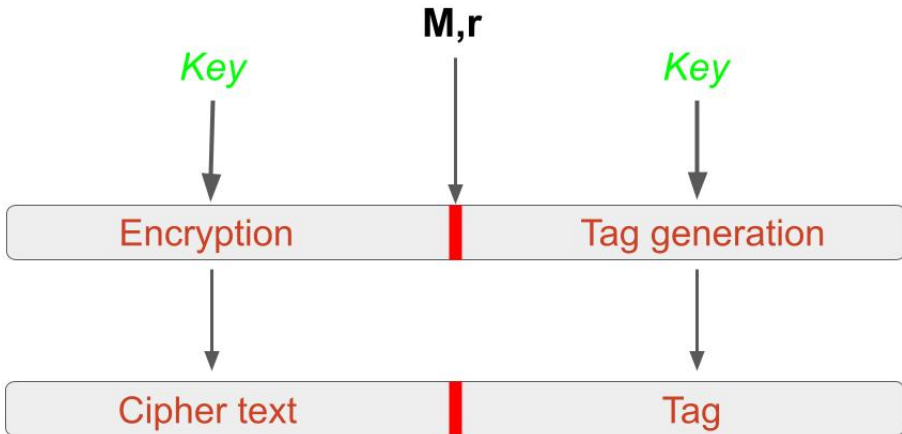 M,r
Key Key
Encryption Tag generation
Cipher text Tag